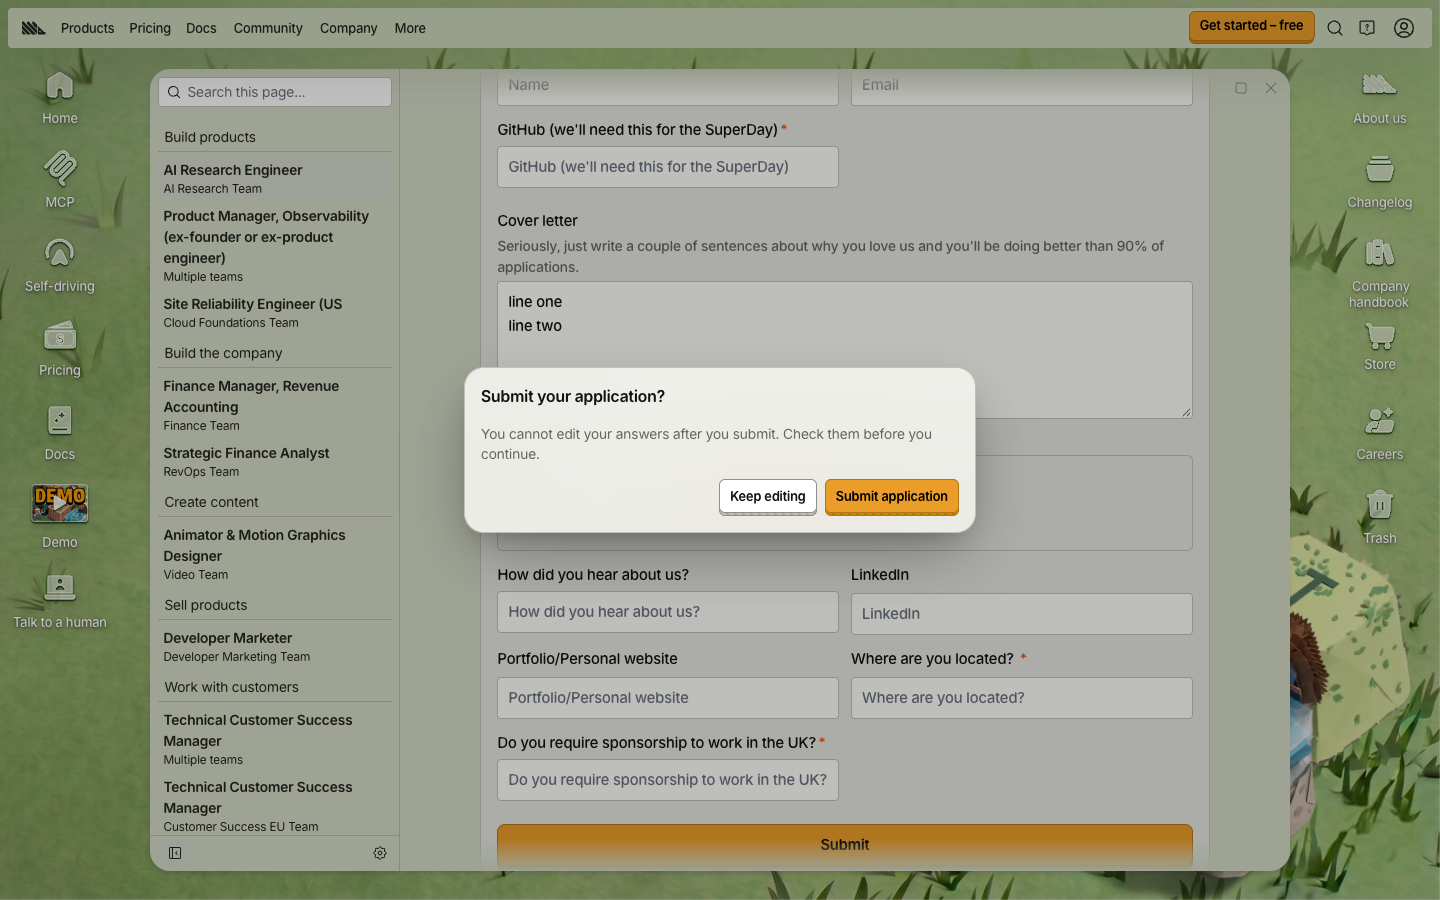 Products Pricing Docs Community Company More
Get started – free
Home
MCP
Self-driving
Pricing
Docs
DEMO
Demo
Talk to a human
Search this page...
Build products
AI Research Engineer
AI Research Team
Product Manager, Observability
(ex-founder or ex-product
engineer)
Multiple teams
Site Reliability Engineer (US
Cloud Foundations Team
Build the company
Finance Manager, Revenue
Accounting
Finance Team
Strategic Finance Analyst
RevOps Team
Create content
Animator & Motion Graphics
Designer
Video Team
Sell products
Developer Marketer
Developer Marketing Team
Work with customers
Technical Customer Success
Manager
Multiple teams
Technical Customer Success
Manager
Customer Success EU Team
Name
Email
GitHub (we'll need this for the SuperDay) *
GitHub (we'll need this for the SuperDay)
Cover letter
Seriously, just write a couple of sentences about why you love us and you'll be doing better than 90% of
applications.
line one
line two
Submit your application?
You cannot edit your answers after you submit. Check them before you
continue.
Keep editing
Submit application
How did you hear about us?
LinkedIn
How did you hear about us?
LinkedIn
Portfolio/Personal website
Where are you located? *
Portfolio/Personal website
Where are you located?
Do you require sponsorship to work in the UK? *
Do you require sponsorship to work in the UK?
Submit
About us
Changelog
Company
handbook
Store
Careers
Trash